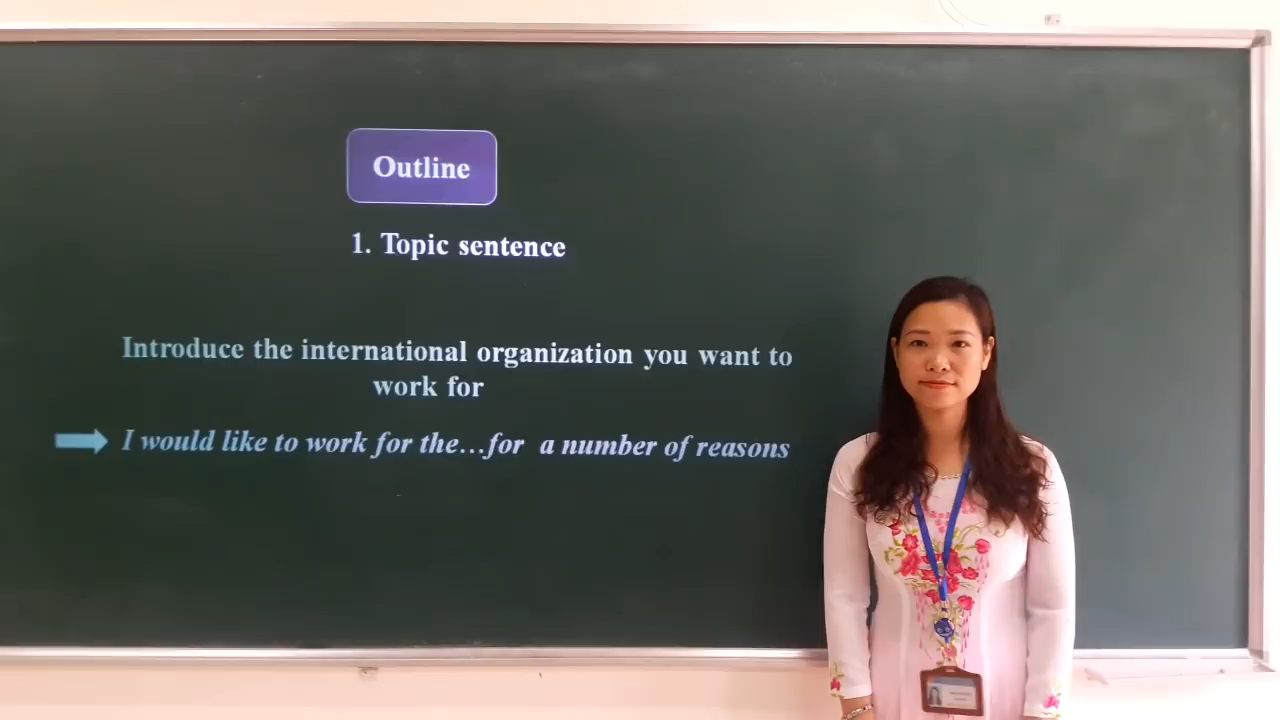 Outline
1. Topic sentence
Introduce the international organization you want to
work for
I would like to work for the...for a number of reasons